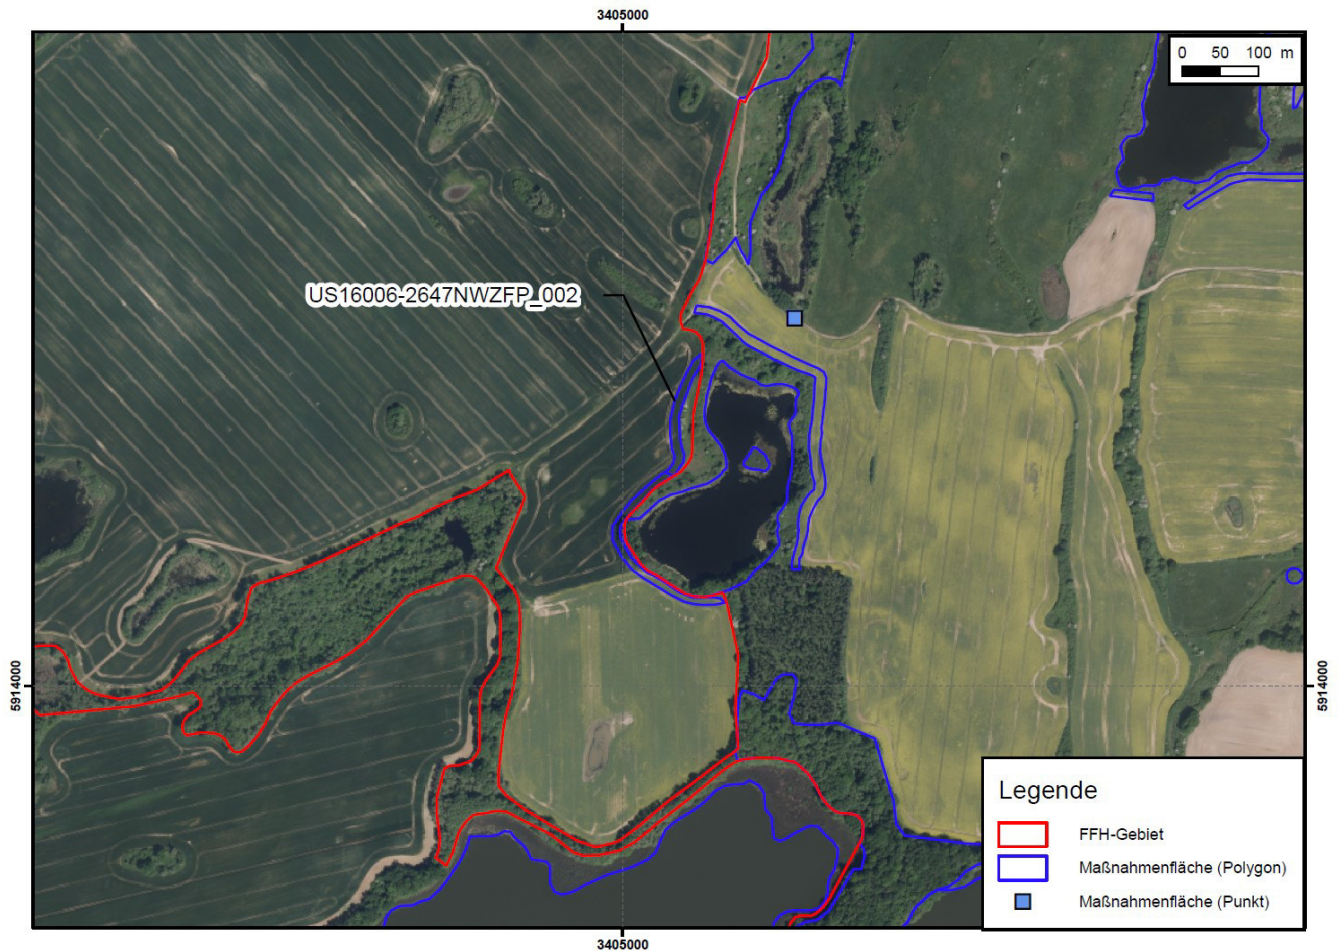 3405000
0 50 100 m
US16006-2647NWZFP_002
5914000
5914000
Legende
FFH-Gebiet
Maßnahmenfläche (Polygon)
Maßnahmenfläche (Punkt)
3405000